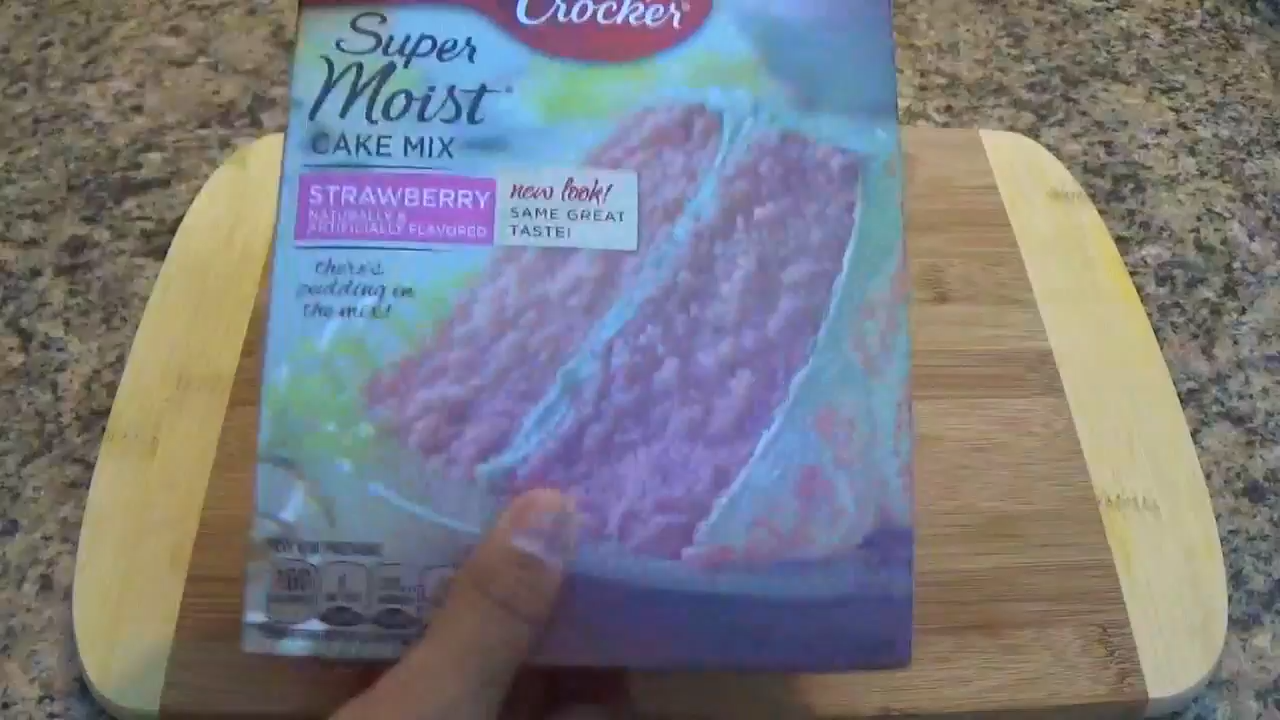 Crocker®
Super
Moist
CAKE MIX
STRAWBERRY
NATURALLY &
ARTIFICIALLY FLAVORED
new look!
SAME GREAT
TASTE!
there's
pudding in
the mix!